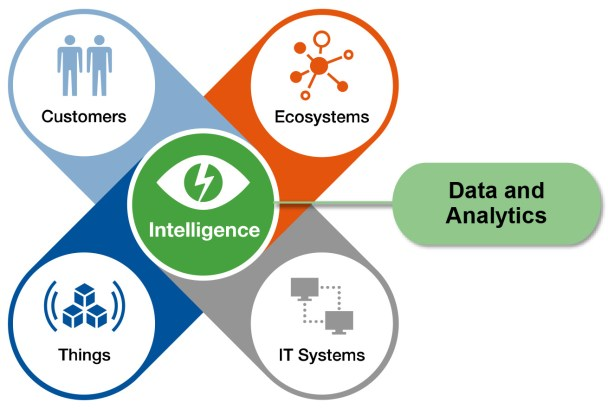 Customers
Ecosystems
Intelligence
Data and
Analytics
Things
IT Systems